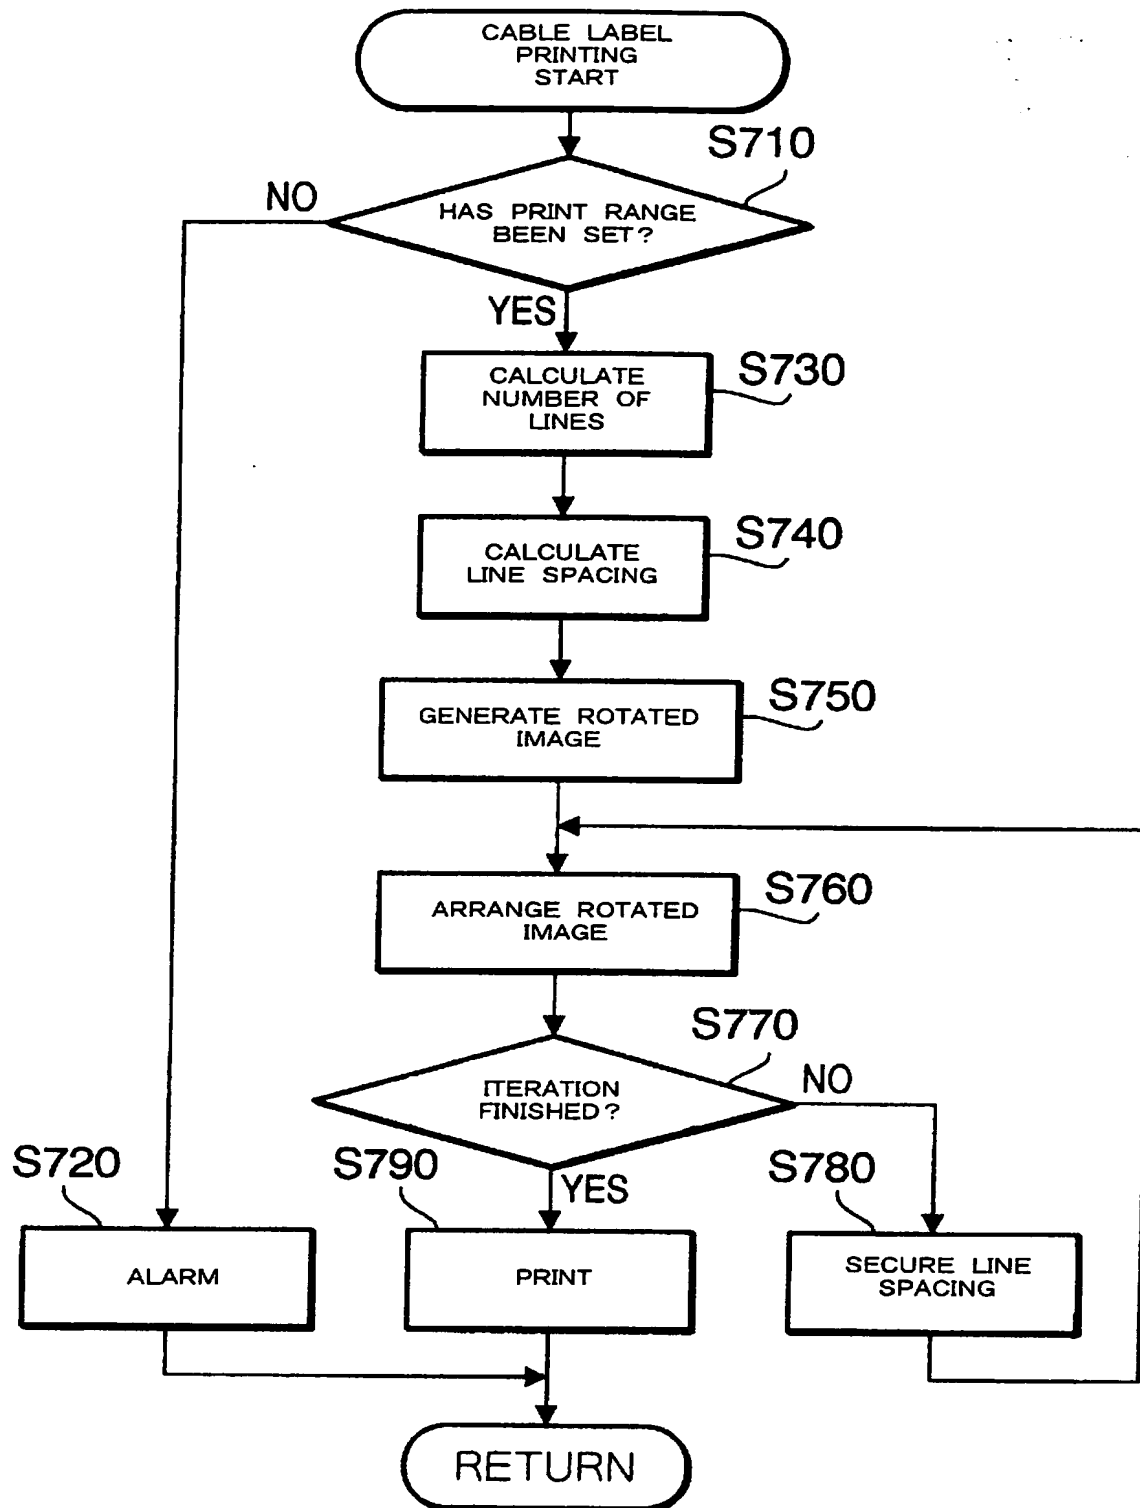 CABLE LABEL
PRINTING
START
S710
NO
HAS PRINT RANGE
BEEN SET?
YES
S730
CALCULATE
NUMBER OF
LINES
S740
CALCULATE
LINE SPACING
S750
GENERATE ROTATED
IMAGE
S760
ARRANGE ROTATED
IMAGE
S770
ITERATION
FINISHED?
NO
S720
S790
YES
S780
ALARM
PRINT
SECURE LINE
SPACING
RETURN